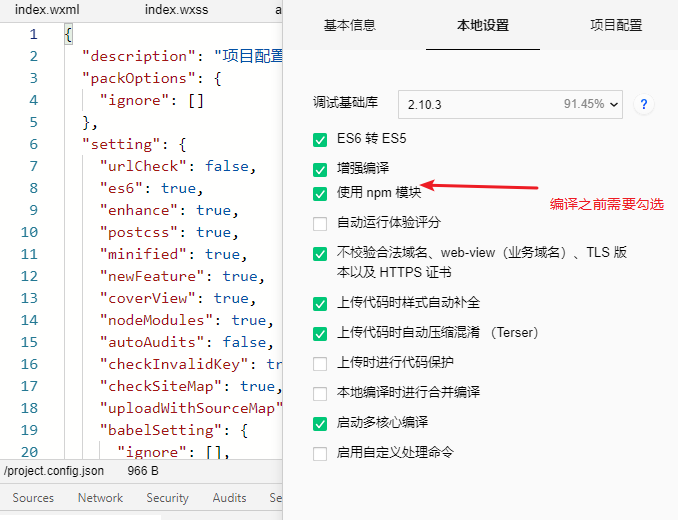 index.wxml index.wxss a
1 {
2 "description": "项目配置
3 "packOptions": {
4 "ignore": []
5 },
6 "setting": {
7 "urlCheck": false,
8 "es6": true,
9 "enhance": true,
10 "postcss": true,
11 "minified": true,
12 "newFeature": true,
13 "coverView": true,
14 "nodeModules": true,
15 "autoAudits": false,
16 "checkInvalidKey": tr
17 "checkSiteMap": true,
18 "uploadWithSourceMap"
19 "babelSetting": {
20 "ignore": [],
/project.config.json 966 B
Sources Network Security Audits Se
基本信息 本地设置 项目配置
调试基础库 2.10.3 91.45% ?
ES6 转 ES5
增强编译
使用 npm 模块
编译之前需要勾选
自动运行体验评分
不校验合法域名、web-view（业务域名）、TLS 版
本以及 HTTPS 证书
上传代码时样式自动补全
上传代码时自动压缩混淆 （Terser）
上传时进行代码保护
本地编译时进行合并编译
启动多核心编译
启用自定义处理命令